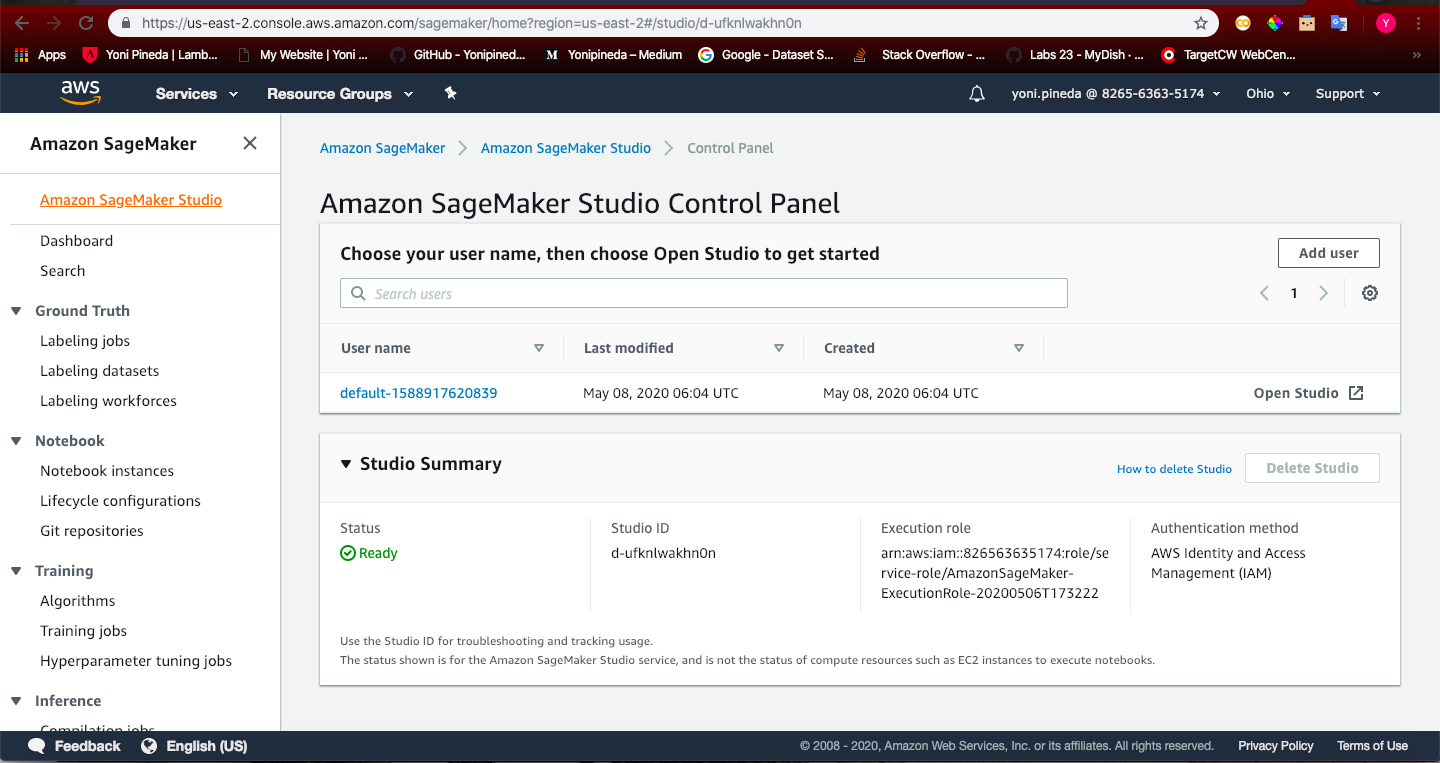 https://us-east-2.console.aws.amazon.com/sagemaker/home?region=us-east-2#/studio/d-ufknlwakhn0n
Y
Apps
Yoni Pineda | Lamb...
My Website | Yoni ...
GitHub - Yonipined...
M Yonipineda – Medium
Google - Dataset S...
Stack Overflow - ...
Labs 23 - MyDish · ...
TargetCW WebCen...
»
aws
Services
Resource Groups
yoni.pineda @ 8265-6363-5174
Ohio
Support
Amazon SageMaker
Amazon SageMaker Studio
Dashboard
Search
Ground Truth
Labeling jobs
Labeling datasets
Labeling workforces
Notebook
Notebook instances
Lifecycle configurations
Git repositories
Training
Algorithms
Training jobs
Hyperparameter tuning jobs
Inference
Compilation jobs
Amazon SageMaker
Amazon SageMaker Studio
Control Panel
Amazon SageMaker Studio Control Panel
Choose your user name, then choose Open Studio to get started
Add user
Search users
1
User name
Last modified
Created
default-1588917620839
May 08, 2020 06:04 UTC
May 08, 2020 06:04 UTC
Open Studio
Studio Summary
How to delete Studio
Delete Studio
Status
Ready
Studio ID
d-ufknlwakhn0n
Execution role
arn:aws:iam::826563635174:role/se
rvice-role/AmazonSageMaker-
ExecutionRole-20200506T173222
Authentication method
AWS Identity and Access
Management (IAM)
Use the Studio ID for troubleshooting and tracking usage.
The status shown is for the Amazon SageMaker Studio service, and is not the status of compute resources such as EC2 instances to execute notebooks.
Feedback
English (US)
© 2008 - 2020, Amazon Web Services, Inc. or its affiliates. All rights reserved.
Privacy Policy
Terms of Use